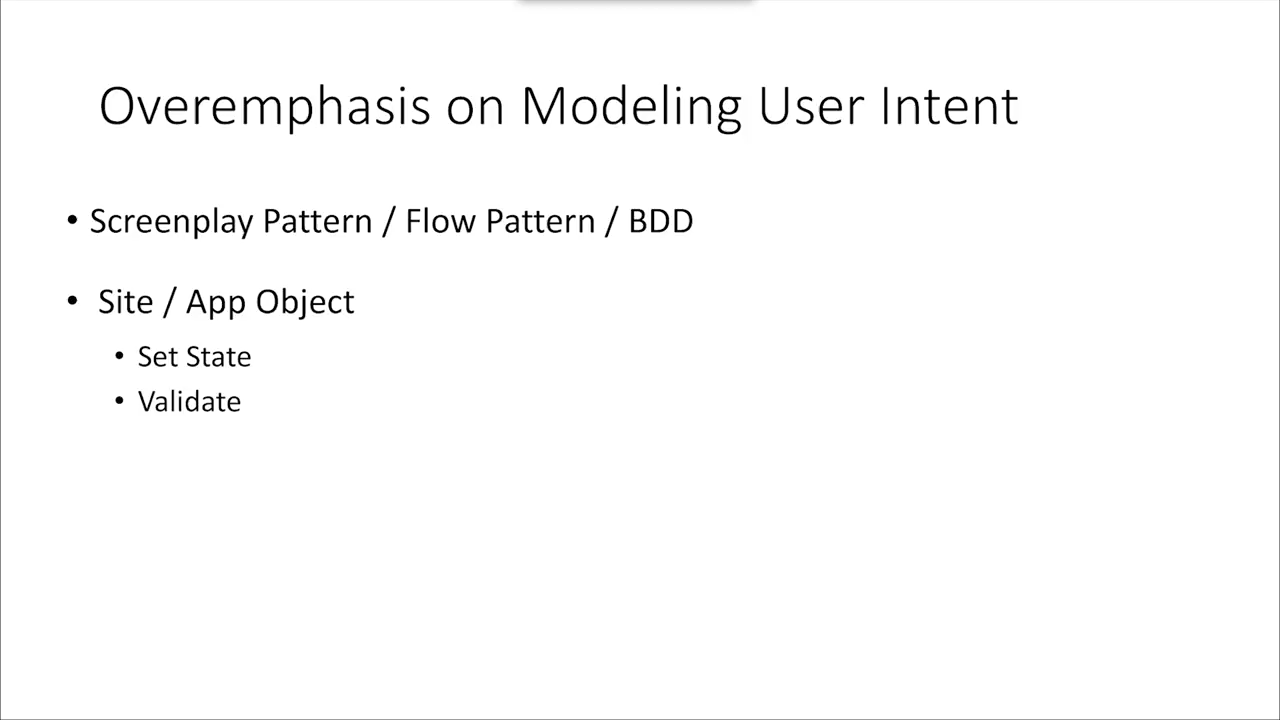 Overemphasis on Modeling User Intent
• Screenplay Pattern / Flow Pattern / BDD
• Site / App Object
• Set State
• Validate